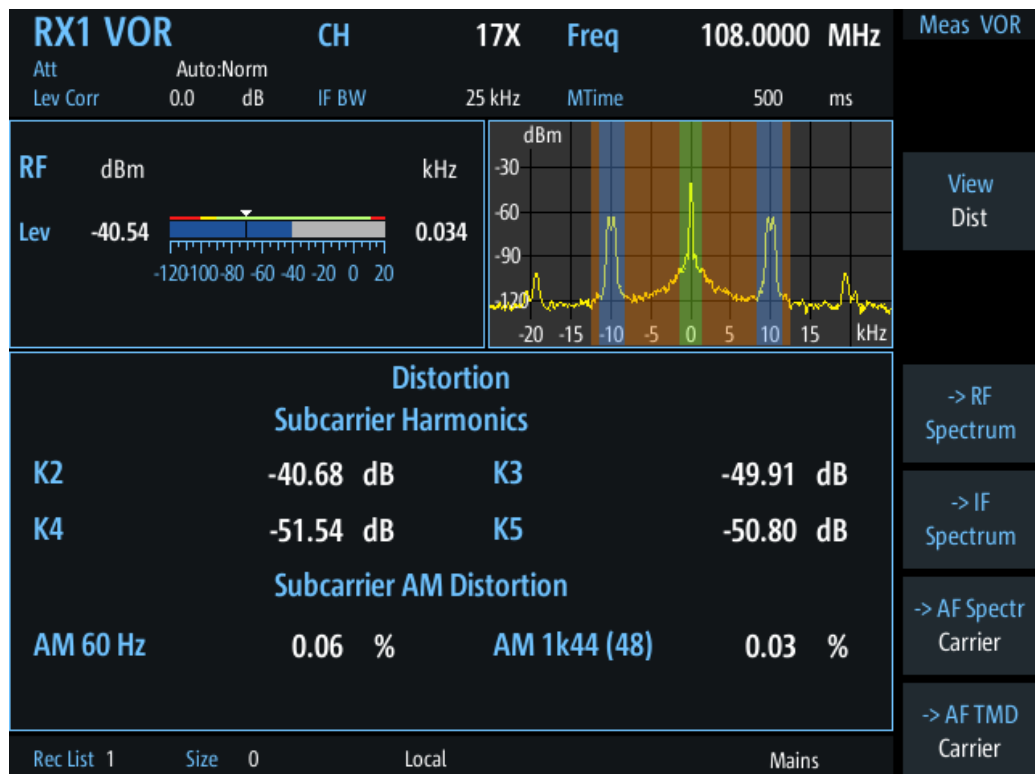 RX1 VOR CH 17X Freq 108.0000 MHz
Att Auto:Norm
Lev Corr 0.0 dB IF BW 25 kHz MTime 500 ms
Meas VOR
RF dBm kHz
Lev -40.54 0.034
-120 -100 -80 -60 -40 -20 0 20
dBm
-30
-60
-90
-120
-20 -15 -10 -5 0 5 10 15 kHz
View
Dist
Distortion
Subcarrier Harmonics
K2 -40.68 dB K3 -49.91 dB
K4 -51.54 dB K5 -50.80 dB
Subcarrier AM Distortion
AM 60 Hz 0.06 % AM 1k44 (48) 0.03 %
-> RF
Spectrum
-> IF
Spectrum
-> AF Spectr
Carrier
-> AF TMD
Carrier
Rec List 1 Size 0 Local Mains